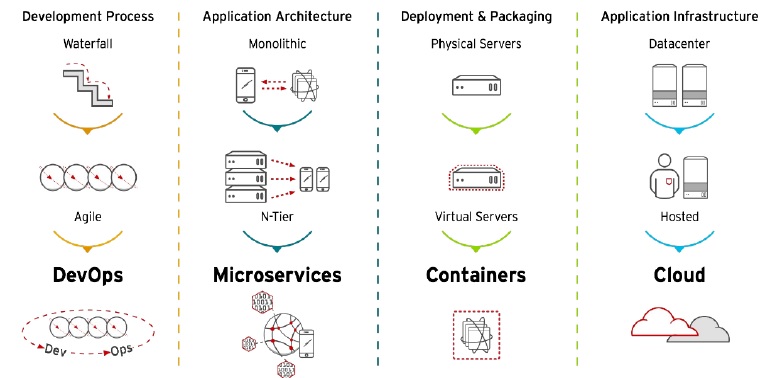 Development Process
Application Architecture
Deployment & Packaging
Application Infrastructure
Waterfall
Monolithic
Physical Servers
Datacenter
Agile
N-Tier
Virtual Servers
Hosted
DevOps
Microservices
Containers
Cloud
Dev
Ops